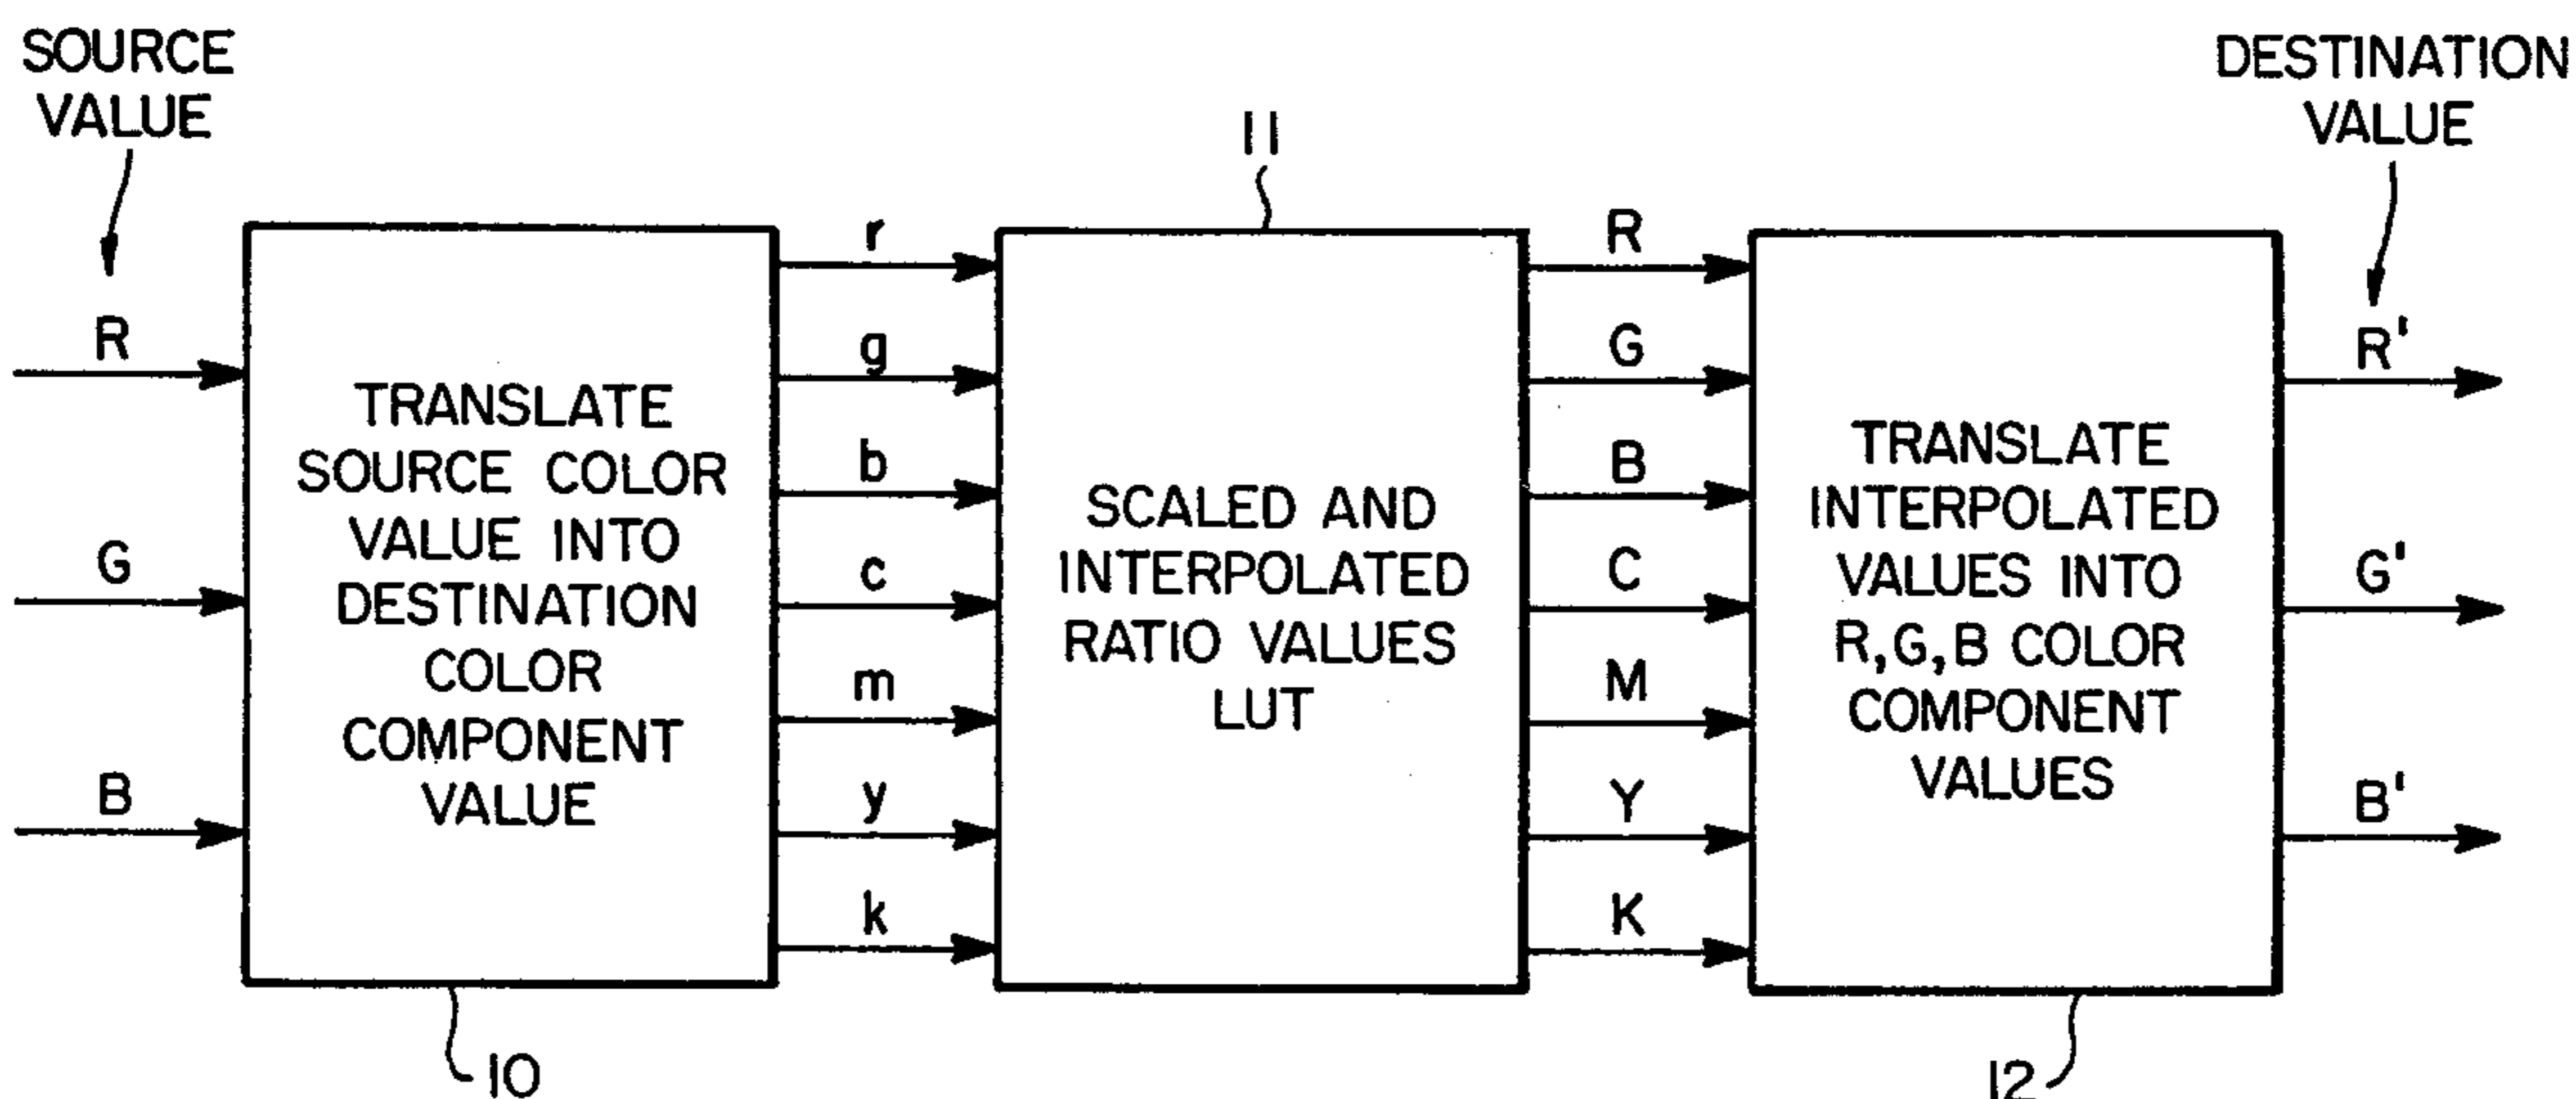 SOURCE
VALUE
R
G
B
TRANSLATE
SOURCE COLOR
VALUE INTO
DESTINATION
COLOR
COMPONENT
VALUE
10
r
g
b
c
m
y
k
11
SCALED AND
INTERPOLATED
RATIO VALUES
LUT
R
G
B
C
M
Y
K
TRANSLATE
INTERPOLATED
VALUES INTO
R,G,B COLOR
COMPONENT
VALUES
12
DESTINATION
VALUE
R'
G'
B'